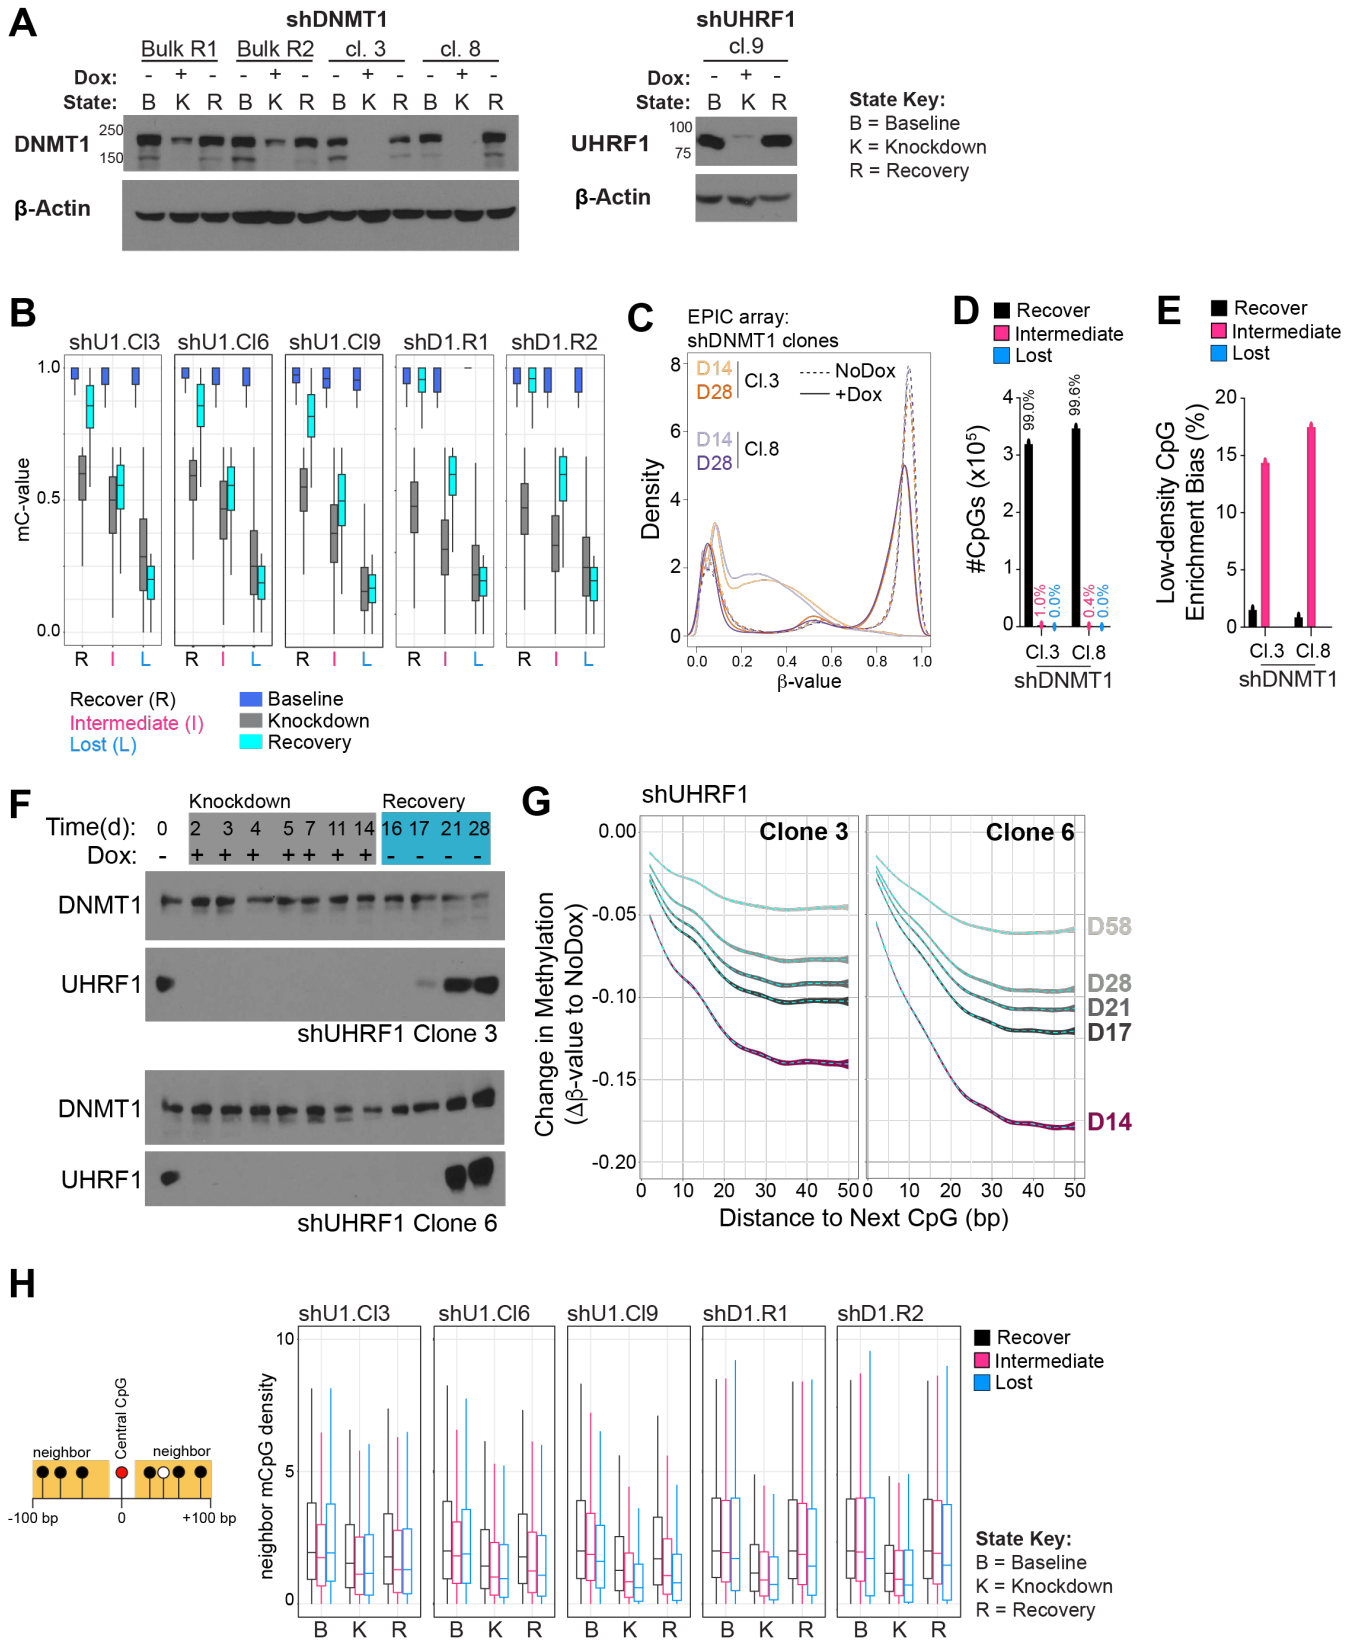 A
shDNMT1
Bulk R1 Bulk R2 cl. 3 cl. 8
Dox: - + - - + - - + - - + -
State: B K R B K R B K R B K R
DNMT1 250
150
β-Actin
shUHRF1
cl.9
Dox: - + -
State: B K R
UHRF1 100
75
β-Actin
State Key:
B = Baseline
K = Knockdown
R = Recovery
B
shU1.Cl3 shU1.Cl6 shU1.Cl9 shD1.R1 shD1.R2
mC-value
1.0
0.5
0.0
R I L R I L R I L R I L R I L
Recover (R)
Intermediate (I)
Lost (L)
Baseline
Knockdown
Recovery
C
EPIC array:
shDNMT1 clones
D14
D28
Cl.3
D14
D28
Cl.8
NoDox
+Dox
Density
8
6
4
2
0
0.0 0.2 0.4 0.6 0.8 1.0
β-value
D
Recover
Intermediate
Lost
#CpGs (x10⁵)
4
3
2
1
0
99.0%
1.0%
0.0%
99.6%
0.4%
0.0%
Cl.3 Cl.8
shDNMT1
E
Recover
Intermediate
Lost
Low-density CpG
Enrichment Bias (%)
20
15
10
5
0
Cl.3 Cl.8
shDNMT1
F
Knockdown Recovery
Time(d): 0 2 3 4 5 7 11 14 16 17 21 28
Dox: - + + + + + + + - - - -
DNMT1
UHRF1
shUHRF1 Clone 3
DNMT1
UHRF1
shUHRF1 Clone 6
G
shUHRF1
Clone 3 Clone 6
Change in Methylation
(Δβ-value to NoDox)
0.00
-0.05
-0.10
-0.15
-0.20
D58
D28
D21
D17
D14
0 10 20 30 40 50 0 10 20 30 40 50
Distance to Next CpG (bp)
H
neighbor Central CpG neighbor
-100 bp 0 +100 bp
shU1.Cl3 shU1.Cl6 shU1.Cl9 shD1.R1 shD1.R2
neighbor mCpG density
10
5
0
B K R B K R B K R B K R B K R
Recover
Intermediate
Lost
State Key:
B = Baseline
K = Knockdown
R = Recovery